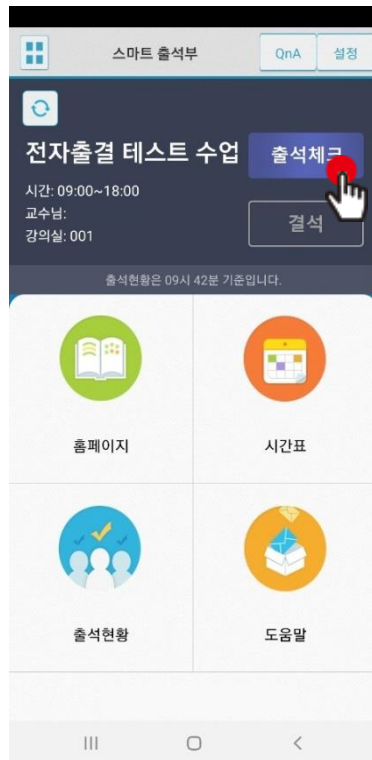 스마트 출석부
QnA
설정
전자출결 테스트 수업
출석체크
시간: 09:00~18:00
교수님:
강의실: 001
결석
출석현황은 09시 42분 기준입니다.
홈페이지
시간표
출석현황
도움말